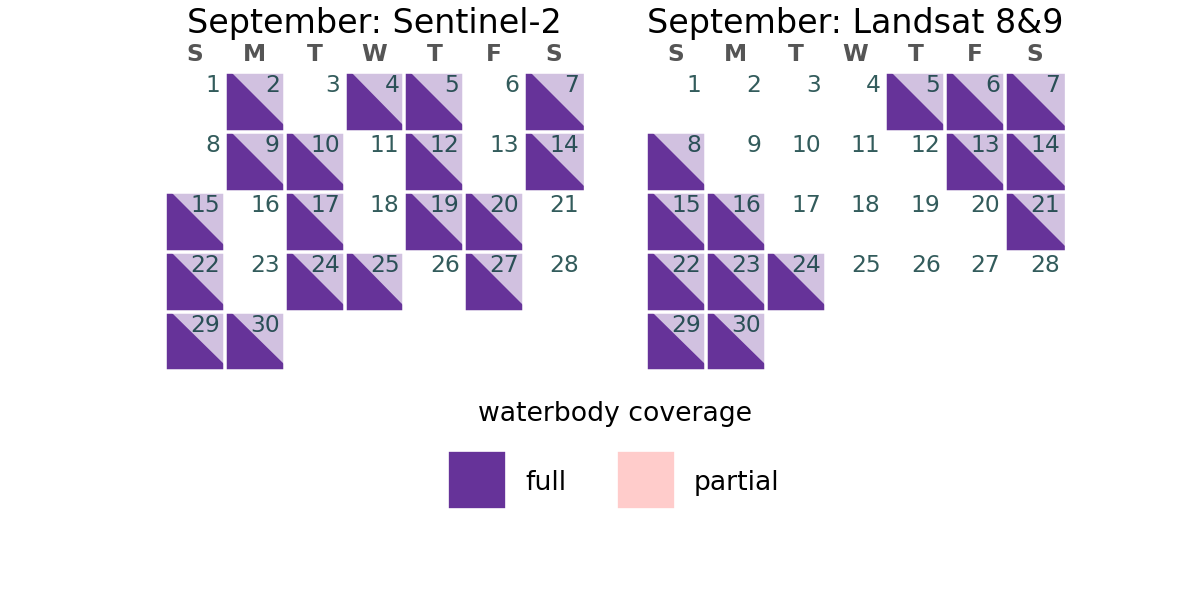 September: Sentinel-2
S M T W T F S
1 2 3 4 5 6 7
8 9 10 11 12 13 14
15 16 17 18 19 20 21
22 23 24 25 26 27 28
29 30
September: Landsat 8&9
S M T W T F S
1 2 3 4 5 6 7
8 9 10 11 12 13 14
15 16 17 18 19 20 21
22 23 24 25 26 27 28
29 30
waterbody coverage
full partial